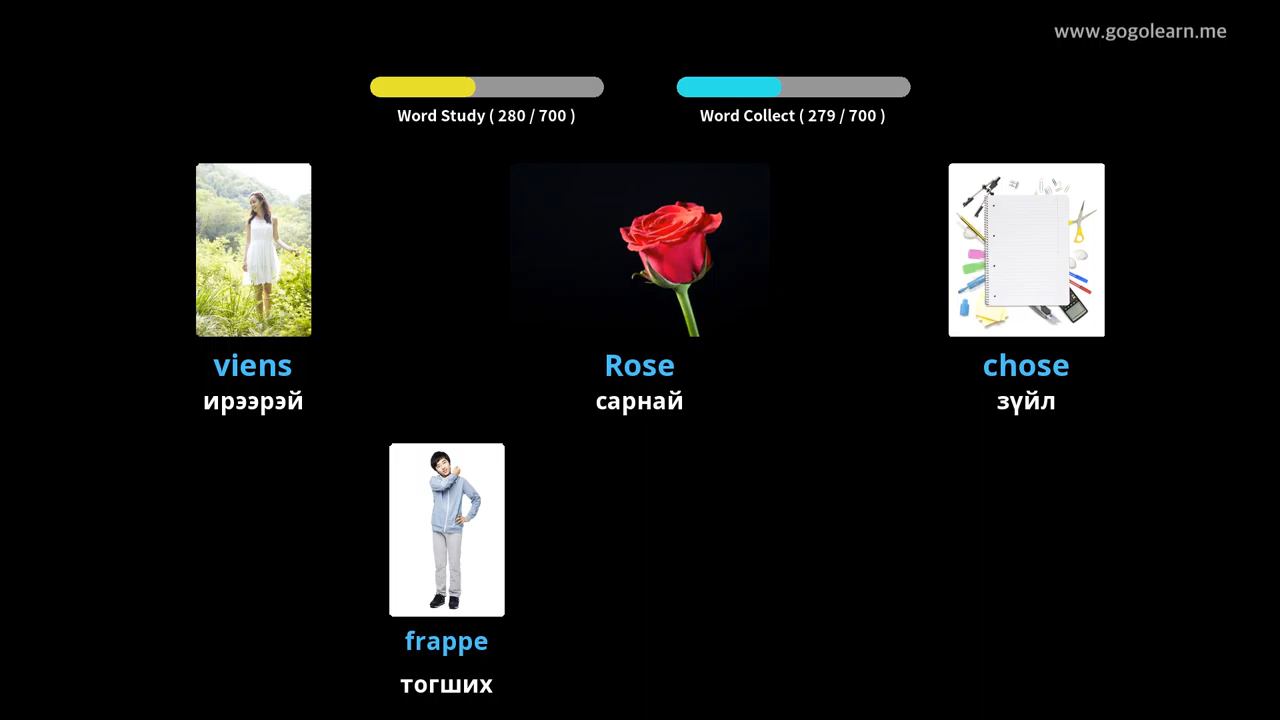 www.gogolearn.me
Word Study ( 280 / 700 )
Word Collect ( 279 / 700 )
viens
ирээрэй
Rose
сарнай
chose
зүйл
frappe
тогших